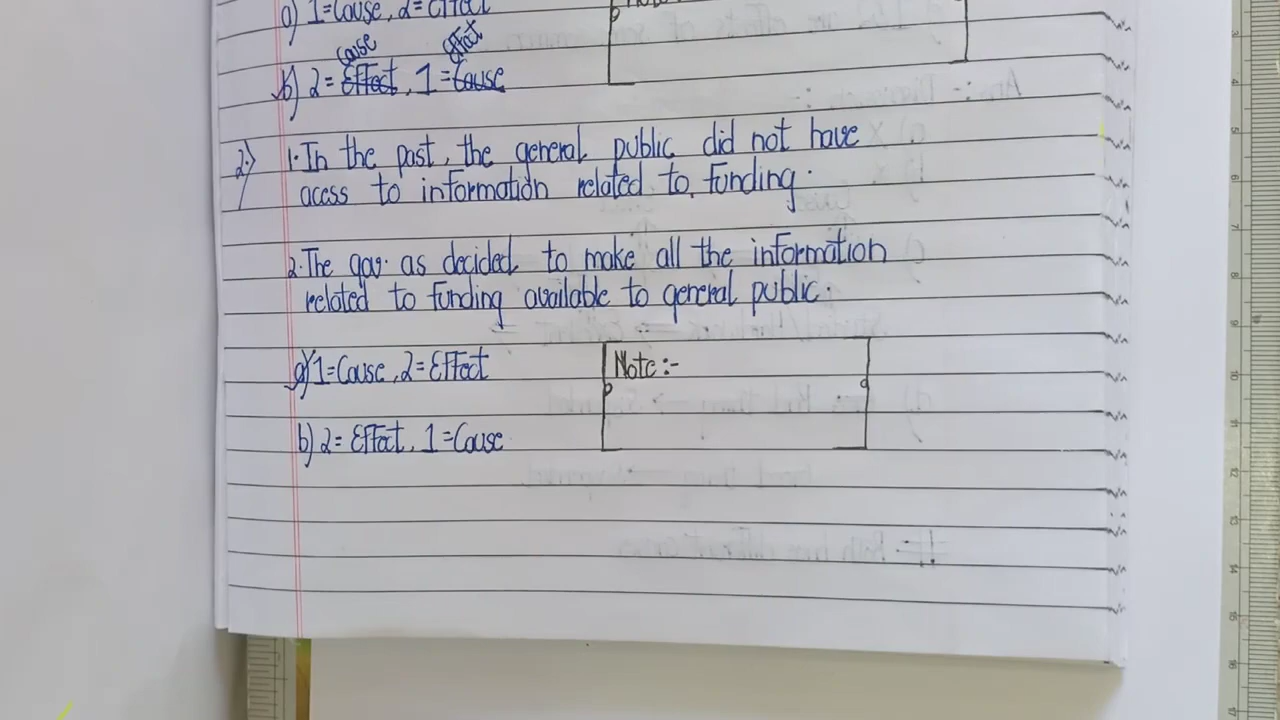 a) 1=Cause, 2=Effect
Cause Effect
b) 2= Effect, 1=Cause
2.) 1. In the past, the general public did not have
acess to information related to funding.
2. The gov. as decided to make all the information
related to funding available to general public.
a) 1=Cause, 2=Effect
Note:-
b) 2= Effect, 1=Cause